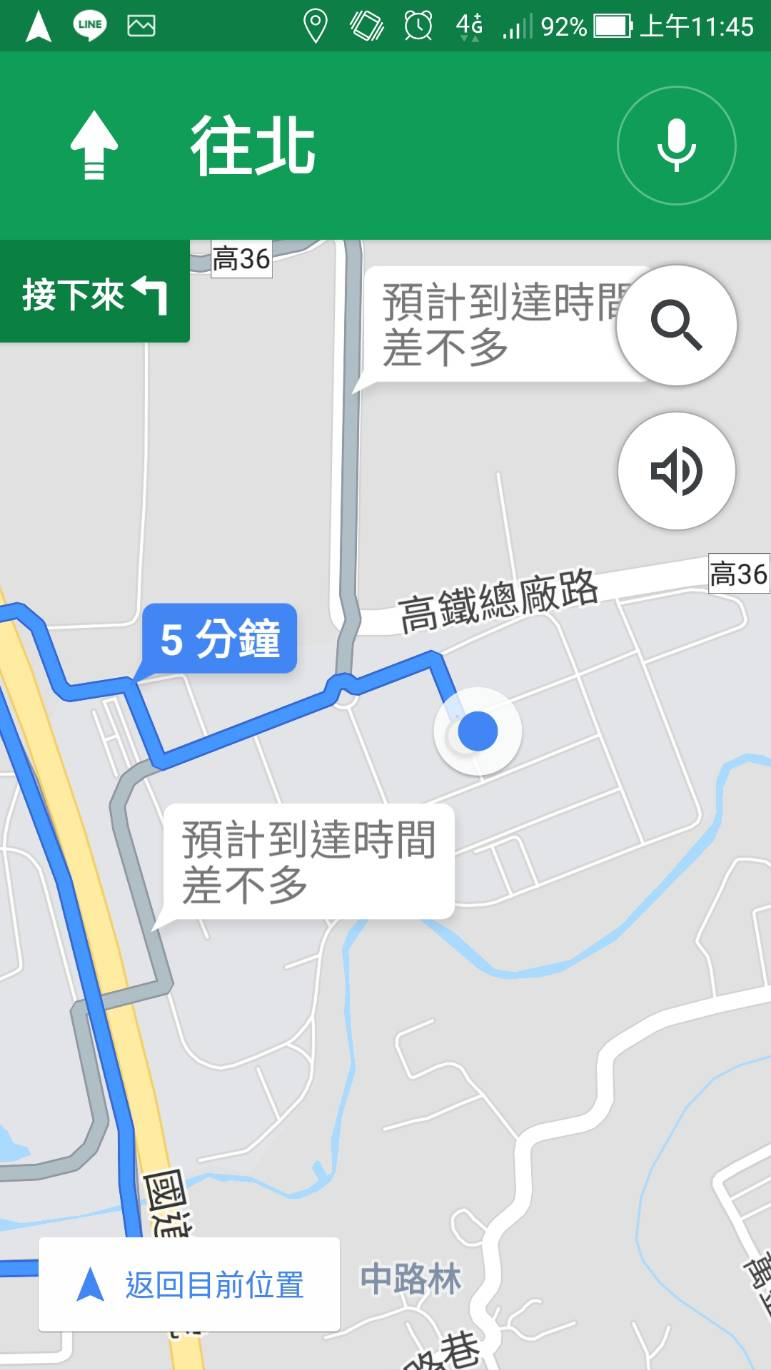 LINE
4G
92%
上午11:45
往北
接下來
高36
預計到達時間
差不多
高鐵總廠路
高36
5 分鐘
預計到達時間
差不多
國道
返回目前位置
中路林
路巷